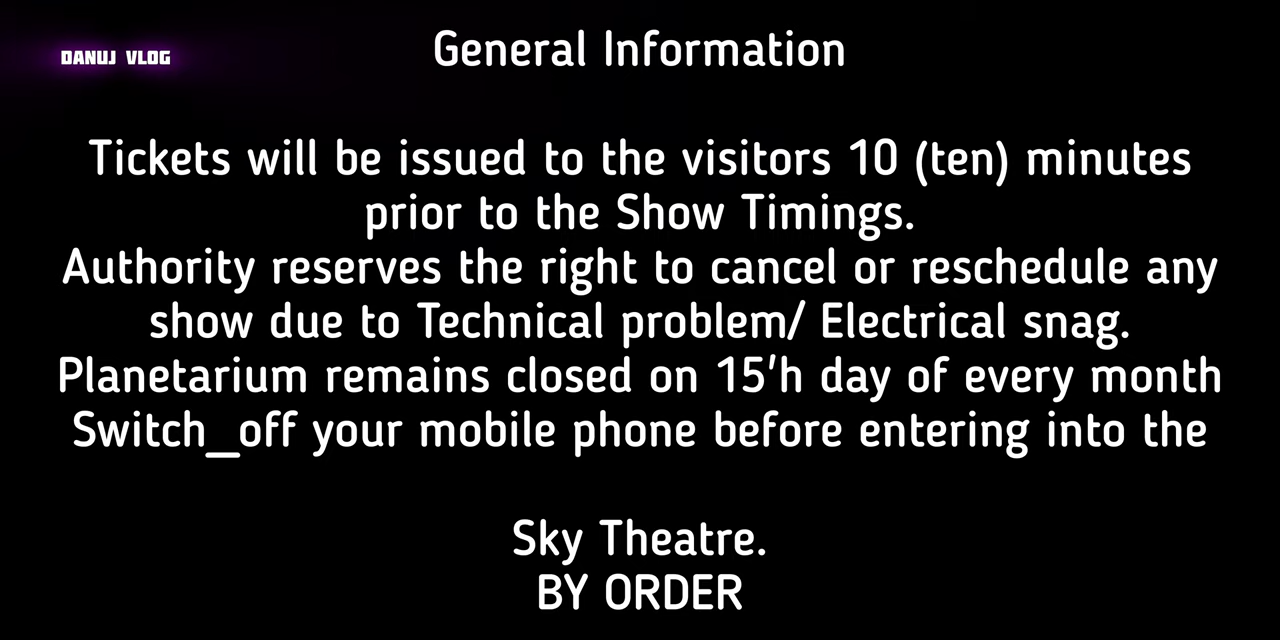 DANUJ VLOG
General Information
Tickets will be issued to the visitors 10 (ten) minutes
prior to the Show Timings.
Authority reserves the right to cancel or reschedule any
show due to Technical problem/ Electrical snag.
Planetarium remains closed on 15'h day of every month
Switch_off your mobile phone before entering into the
Sky Theatre.
BY ORDER